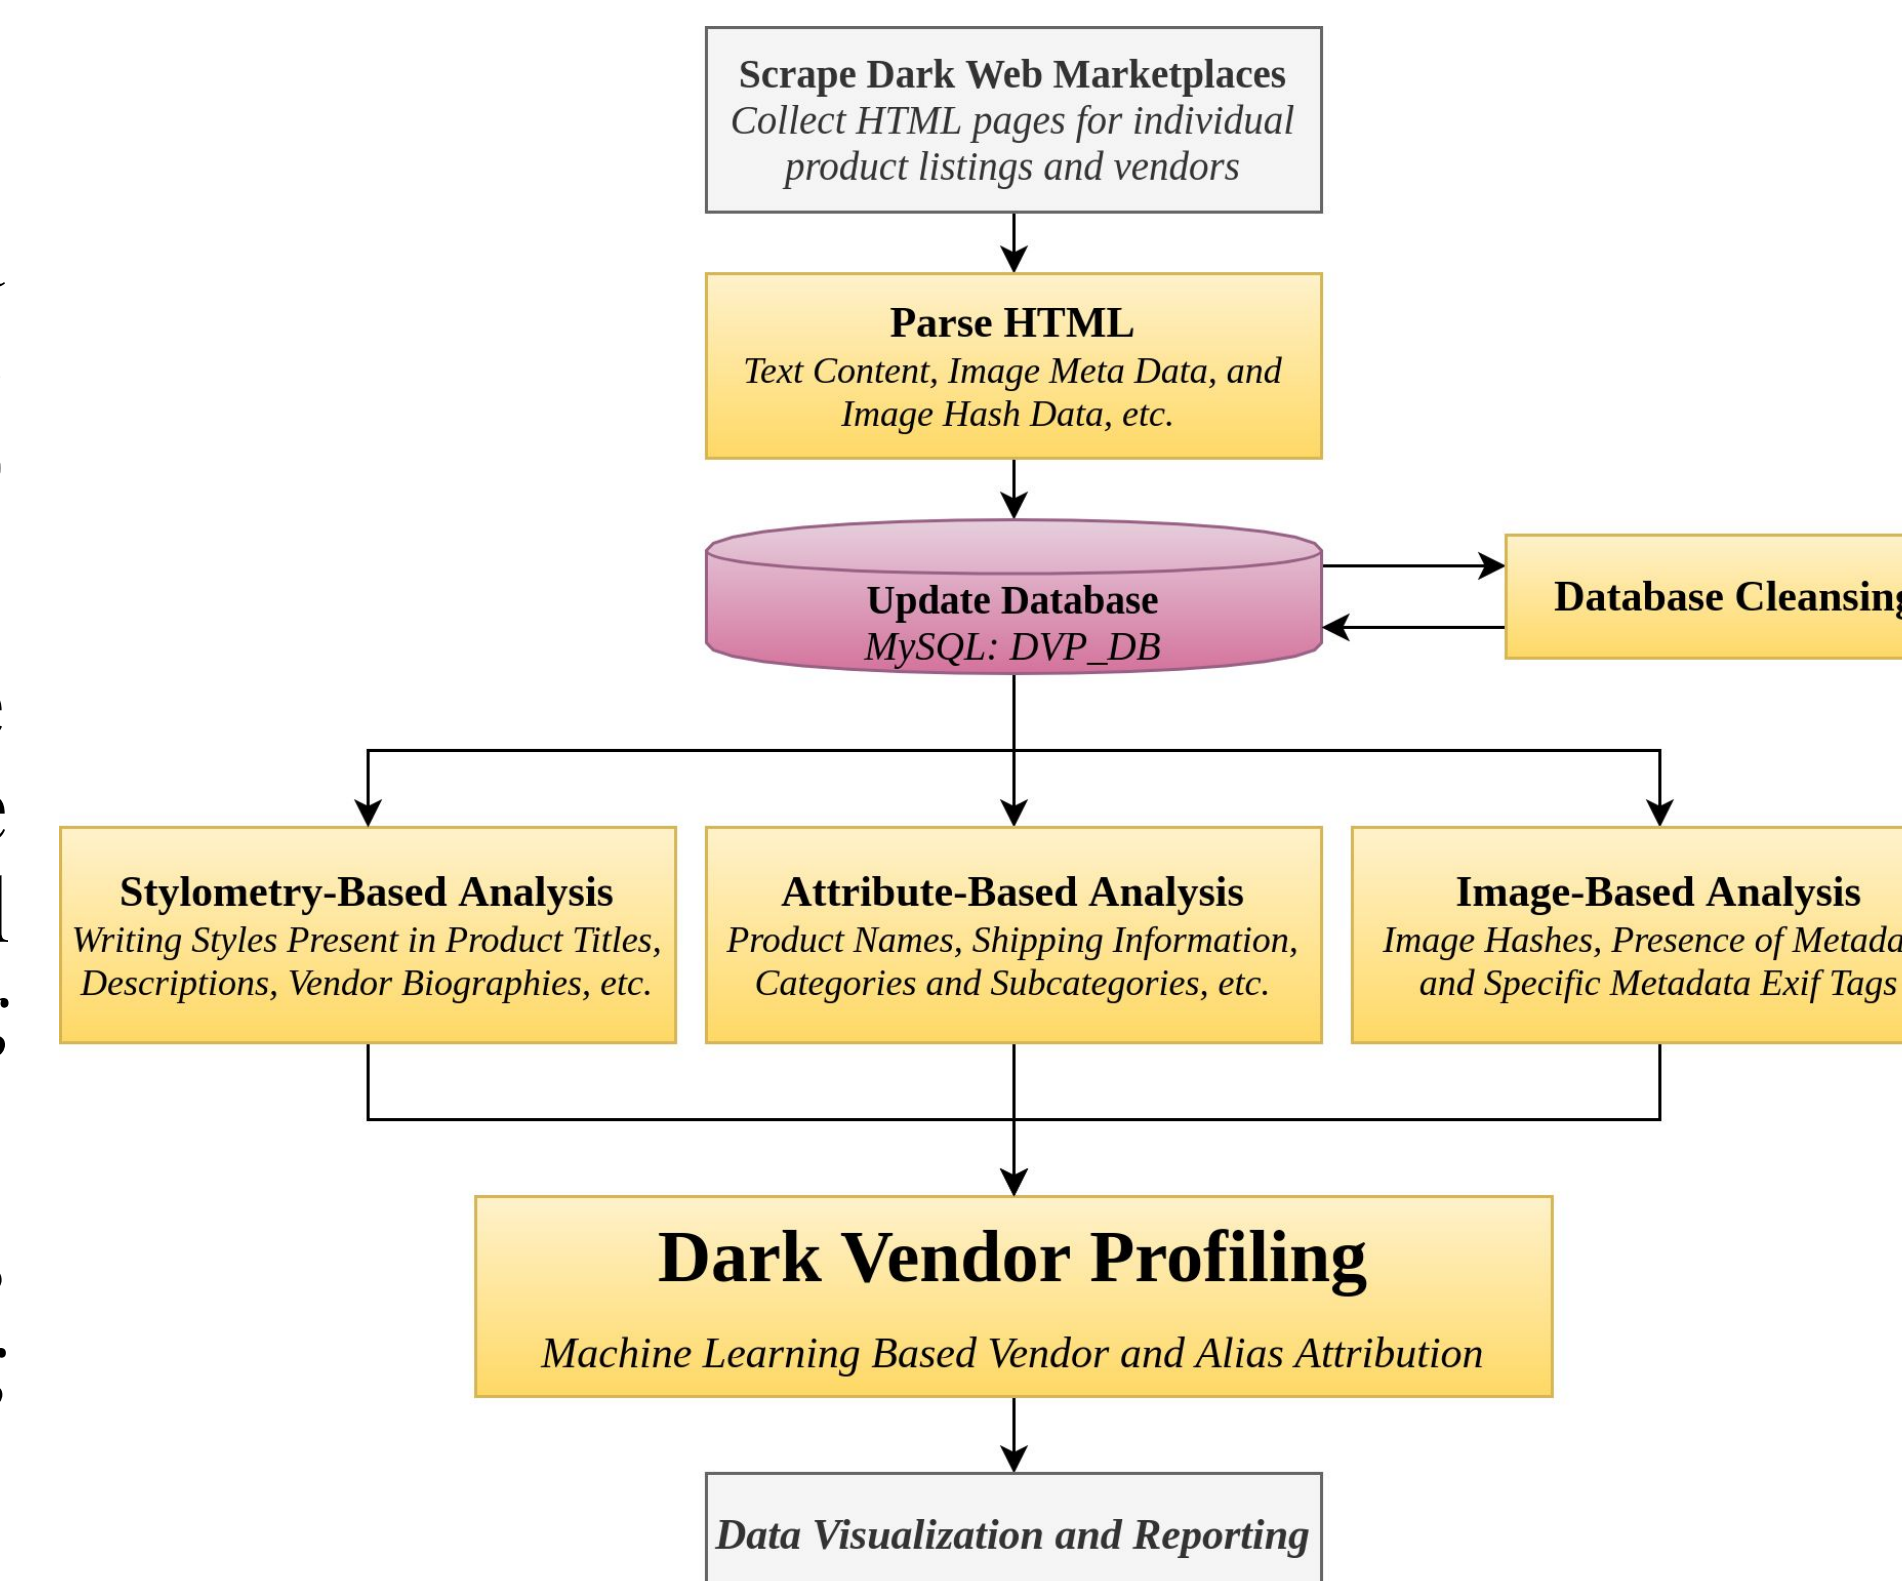 Scrape Dark Web Marketplaces
Collect HTML pages for individual
product listings and vendors
Parse HTML
Text Content, Image Meta Data, and
Image Hash Data, etc.
Update Database
MySQL: DVP_DB
Database Cleansing
Stylometry-Based Analysis
Writing Styles Present in Product Titles,
Descriptions, Vendor Biographies, etc.
Attribute-Based Analysis
Product Names, Shipping Information,
Categories and Subcategories, etc.
Image-Based Analysis
Image Hashes, Presence of
and Specific Metadata Exif Tags
Dark Vendor Profiling
Machine Learning Based Vendor and Alias Attribution
Data Visualization and Reporting